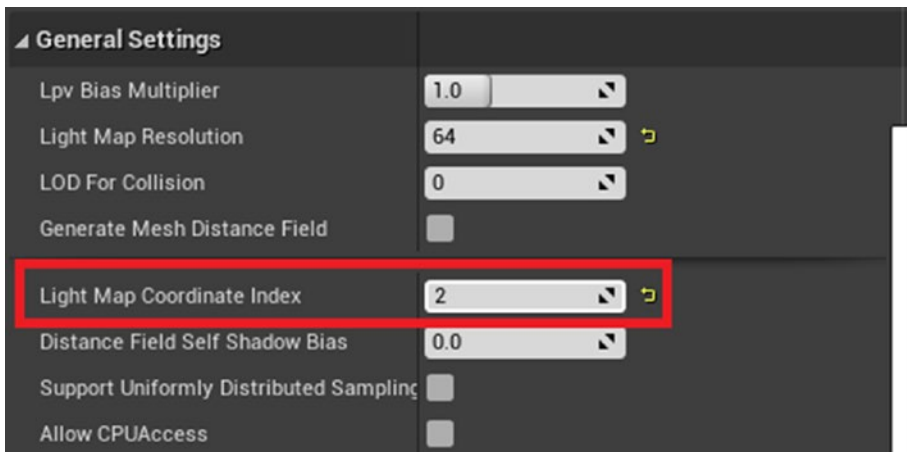 General Settings
Lpv Bias Multiplier 1.0
Light Map Resolution 64
LOD For Collision 0
Generate Mesh Distance Field
Light Map Coordinate Index 2
Distance Field Self Shadow Bias 0.0
Support Uniformly Distributed Sampling
Allow CPUAccess